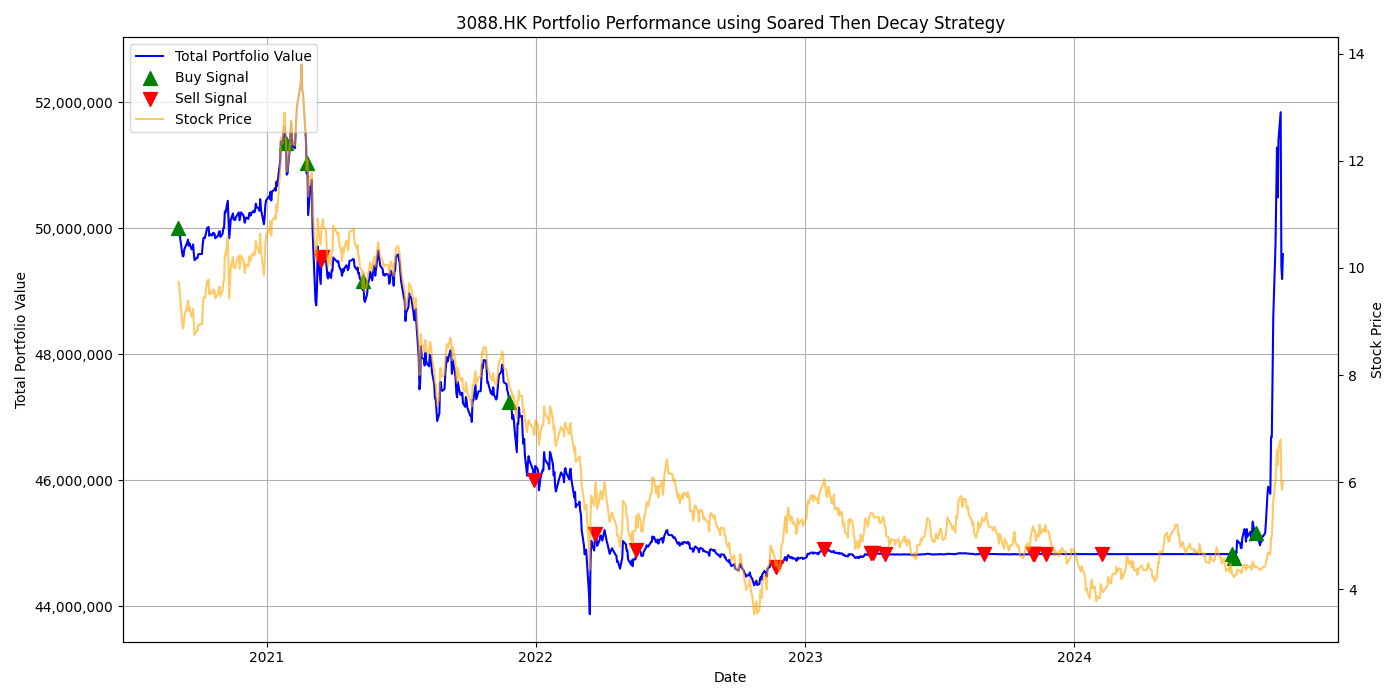 3088.HK Portfolio Performance using Soared Then Decay Strategy
Total Portfolio Value
Buy Signal
Sell Signal
Stock Price
52,000,000
50,000,000
48,000,000
46,000,000
44,000,000
Total Portfolio Value
14
12
10
8
6
4
Stock Price
2021
2022
2023
2024
Date